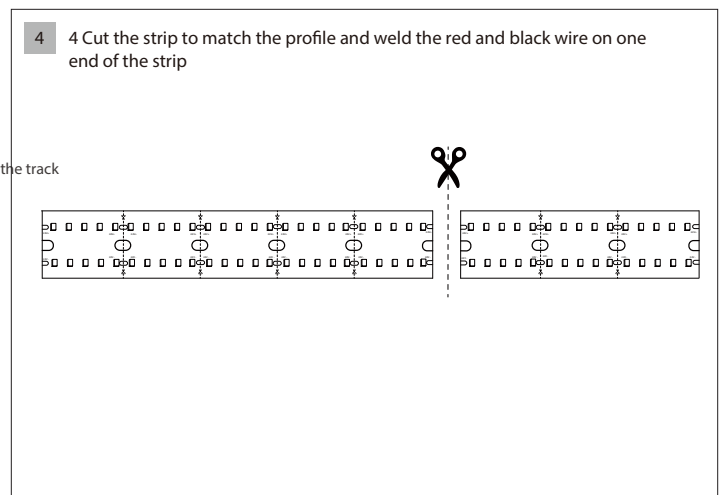 4 4 Cut the strip to match the profile and weld the red and black wire on one
end of the strip
the track